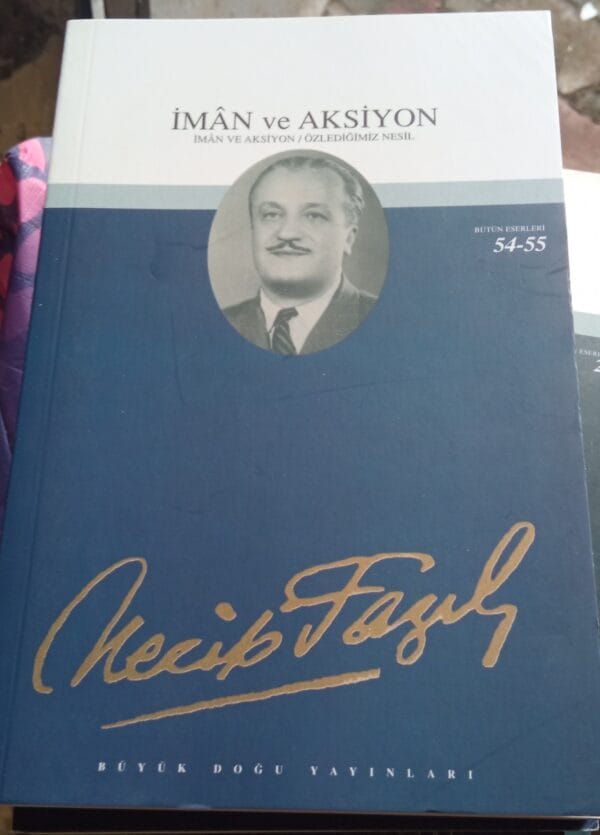 İMÂN ve AKSİYON
İMÂN VE AKSİYON / ÖZLEDİĞİMİZ NESİL
BÜTÜN ESERLERİ
54-55
Necip Fazıl
BÜYÜK DOĞU YAYINLARI